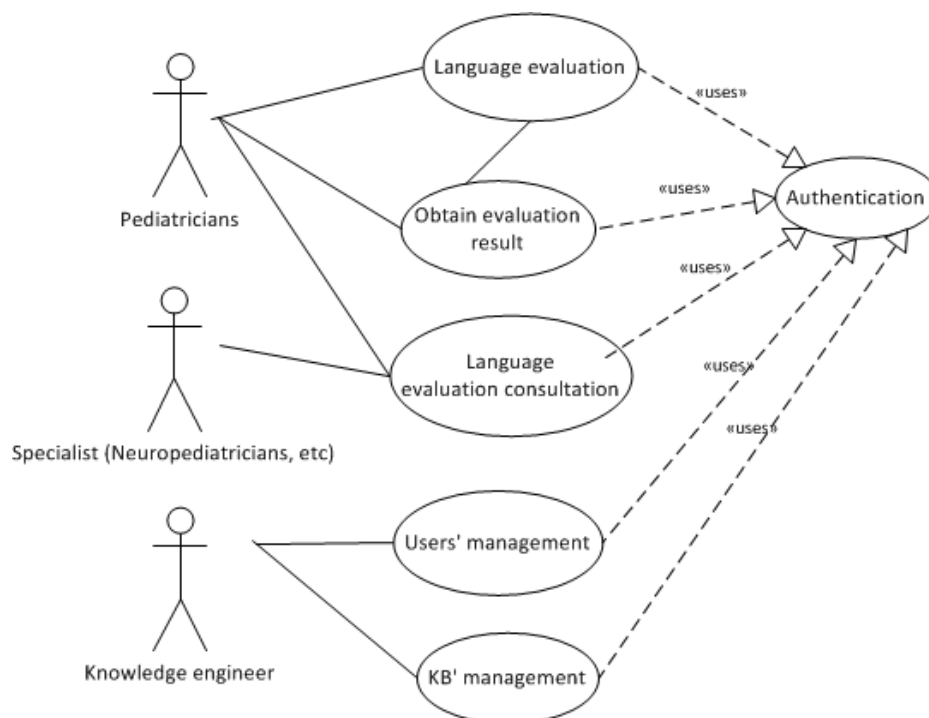 Language evaluation
«uses»
Pediatricians
Obtain evaluation
result
«uses»
Authentication
«uses»
Specialist (Neuropediatricians, etc)
Language
evaluation consultation
«uses»
«uses»
Knowledge engineer
Users' management
KB' management